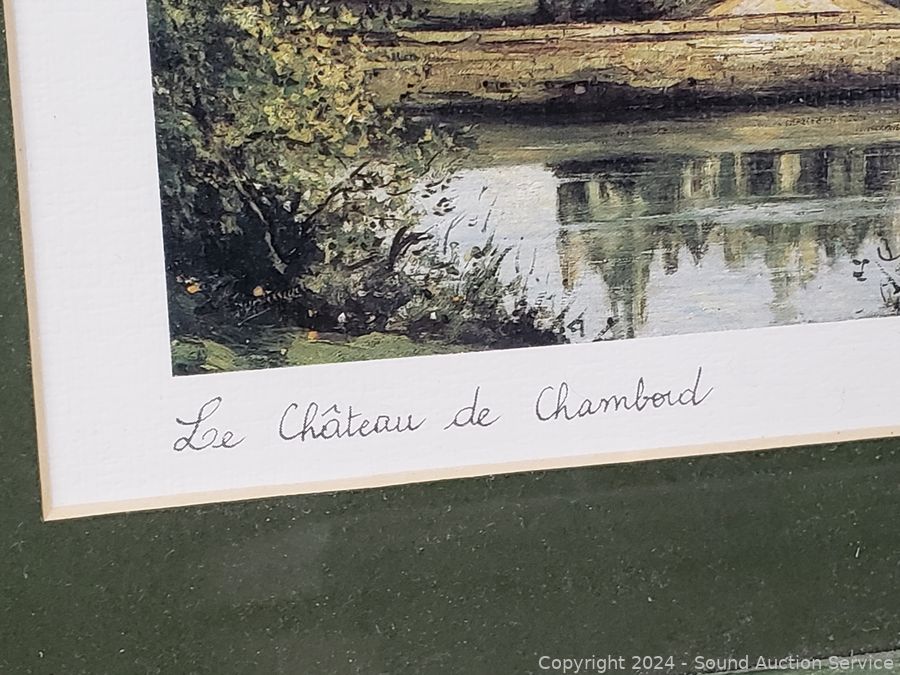 Le Château de Chambord
Copyright 2024 - Sound Auction Service